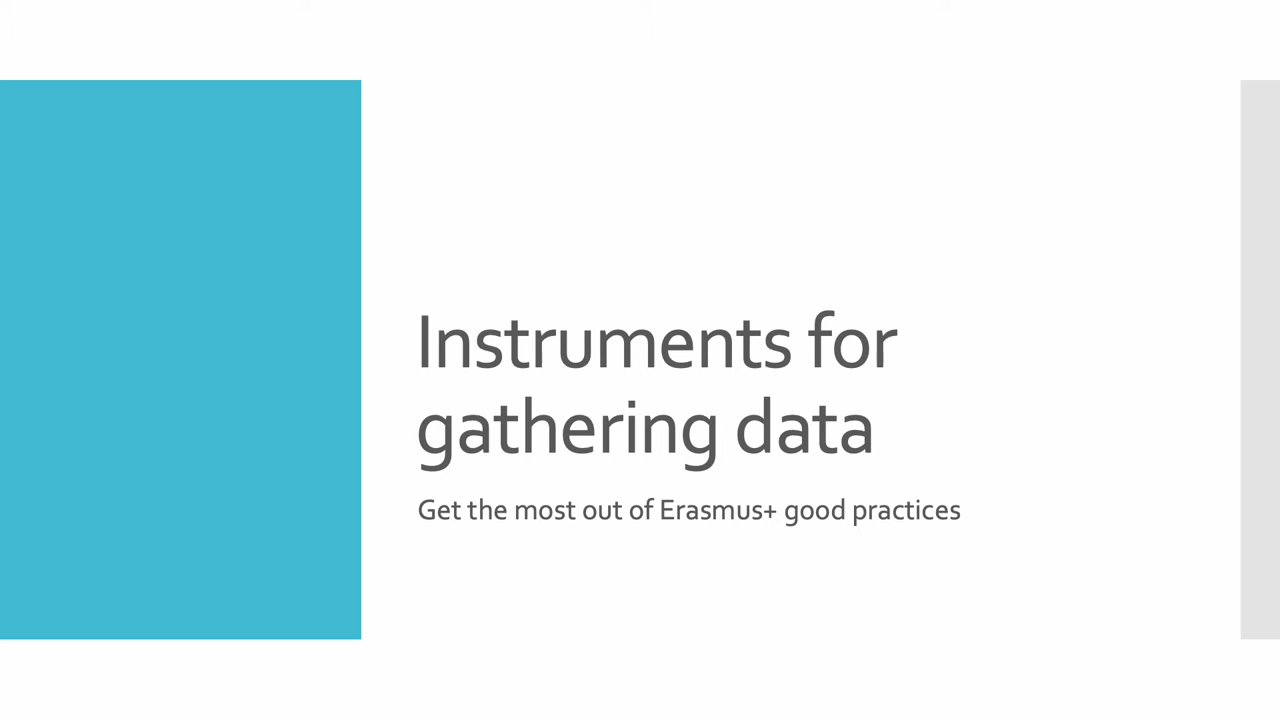 Instruments for
gathering data
Get the most out of Erasmus+ good practices